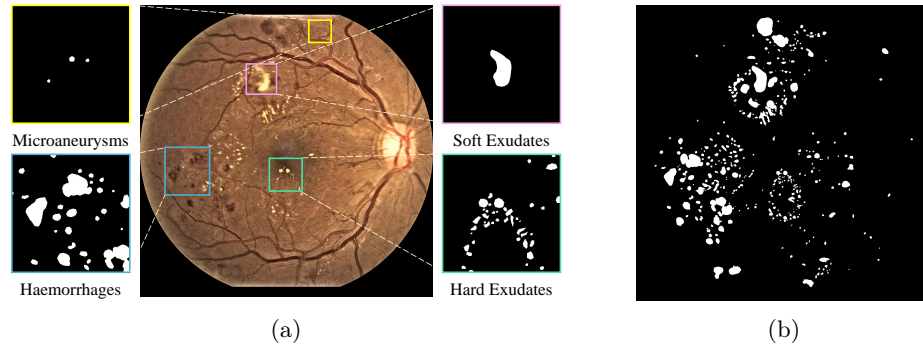 Microaneurysms
Soft Exudates
Haemorrhages
Hard Exudates
(a)
(b)